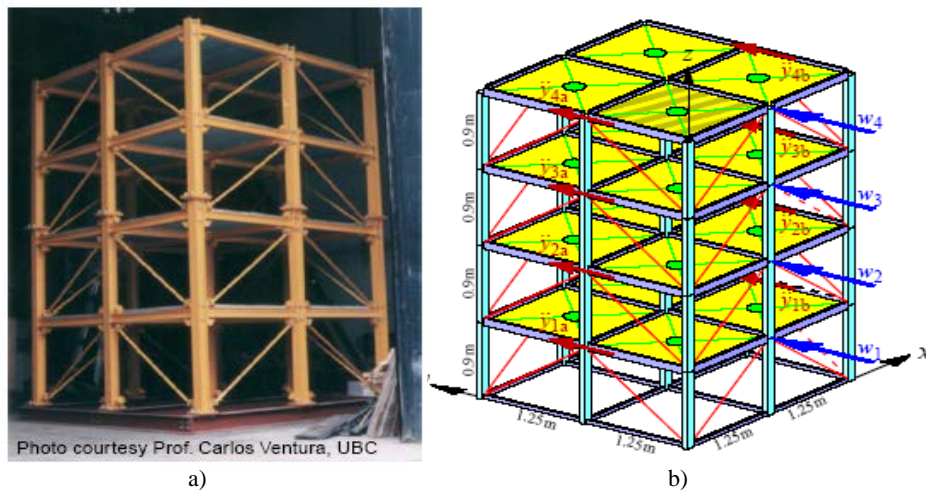 Photo courtesy Prof. Carlos Ventura, UBC
a)
z
ÿ4a
ÿ4b
w4
0.9m
ÿ3a
ÿ3b
w3
0.9m
ÿ2a
ÿ2b
w2
0.9m
ÿ1a
ÿ1b
w1
0.9m
x
1.25m
1.25m
1.25m
1.25m
b)